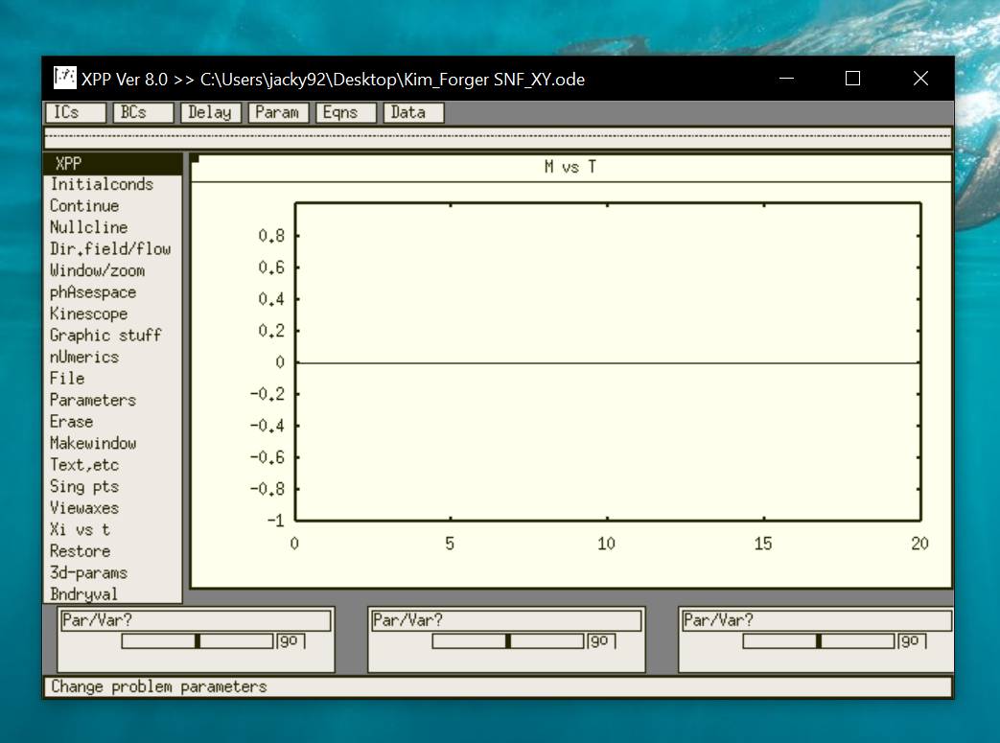 XPP Ver 8.0 >> C:\Users\jacky92\Desktop\Kim_Forger SNF_XY.ode
ICs BCs Delay Param Eqns Data
XPP
Initialconds
Continue
Nullcline
Dir.field/flow
Window/zoom
phAsespace
Kinescope
Graphic stuff
nUmerics
File
Parameters
Erase
Makewindow
Text,etc
Sing pts
Viewaxes
Xi vs t
Restore
3d-params
Bndryval
M vs T
0.8
0.6
0.4
0.2
0
-0.2
-0.4
-0.6
-0.8
-1
0 5 10 15 20
Par/Var? Par/Var? Par/Var?
Change problem parameters